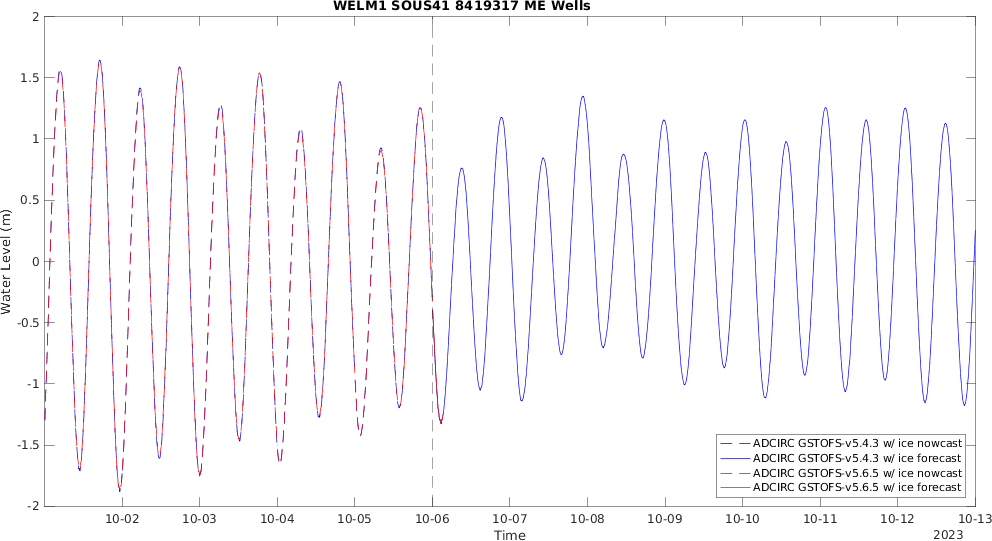 WELM1 SOUS41 8419317 ME Wells
2
1.5
1
0.5
0
-0.5
-1
-1.5
-2
Water Level (m)
ADCIRC GSTOFS-v5.4.3 w/ ice nowcast
ADCIRC GSTOFS-v5.4.3 w/ ice forecast
ADCIRC GSTOFS-v5.6.5 w/ ice nowcast
ADCIRC GSTOFS-v5.6.5 w/ ice forecast
10-02 10-03 10-04 10-05 10-06 10-07 10-08 10-09 10-10 10-11 10-12 10-13
Time
2023